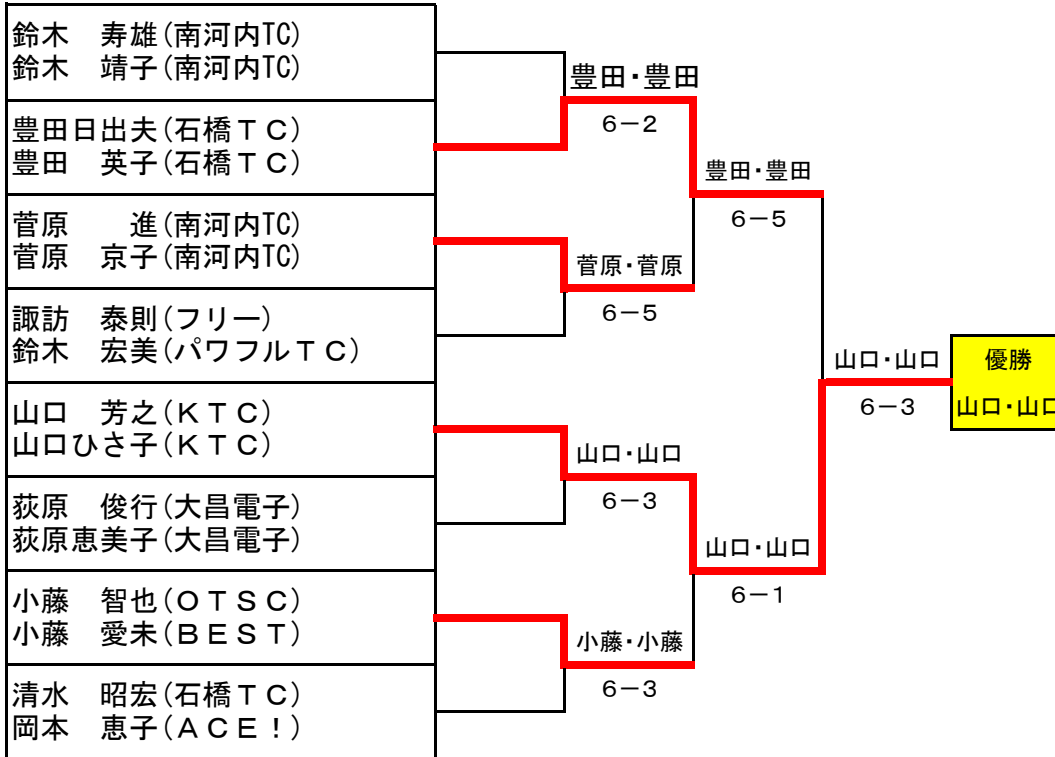 鈴木　寿雄(南河内TC)
鈴木　靖子(南河内TC)
豊田日出夫(石橋ＴＣ)
豊田　英子(石橋ＴＣ)
菅原　　進(南河内TC)
菅原　京子(南河内TC)
諏訪　泰則(フリー)
鈴木　宏美(パワフルＴＣ)
山口　芳之(ＫＴＣ)
山口ひさ子(ＫＴＣ)
荻原　俊行(大昌電子)
荻原恵美子(大昌電子)
小藤　智也(ＯＴＳＣ)
小藤　愛未(ＢＥＳＴ)
清水　昭宏(石橋ＴＣ)
岡本　恵子(ＡＣＥ！)
豊田・豊田
６－２
菅原・菅原
６－５
山口・山口
６－３
小藤・小藤
６－３
豊田・豊田
６－５
山口・山口
６－１
山口・山口
６－３
優勝
山口・山口